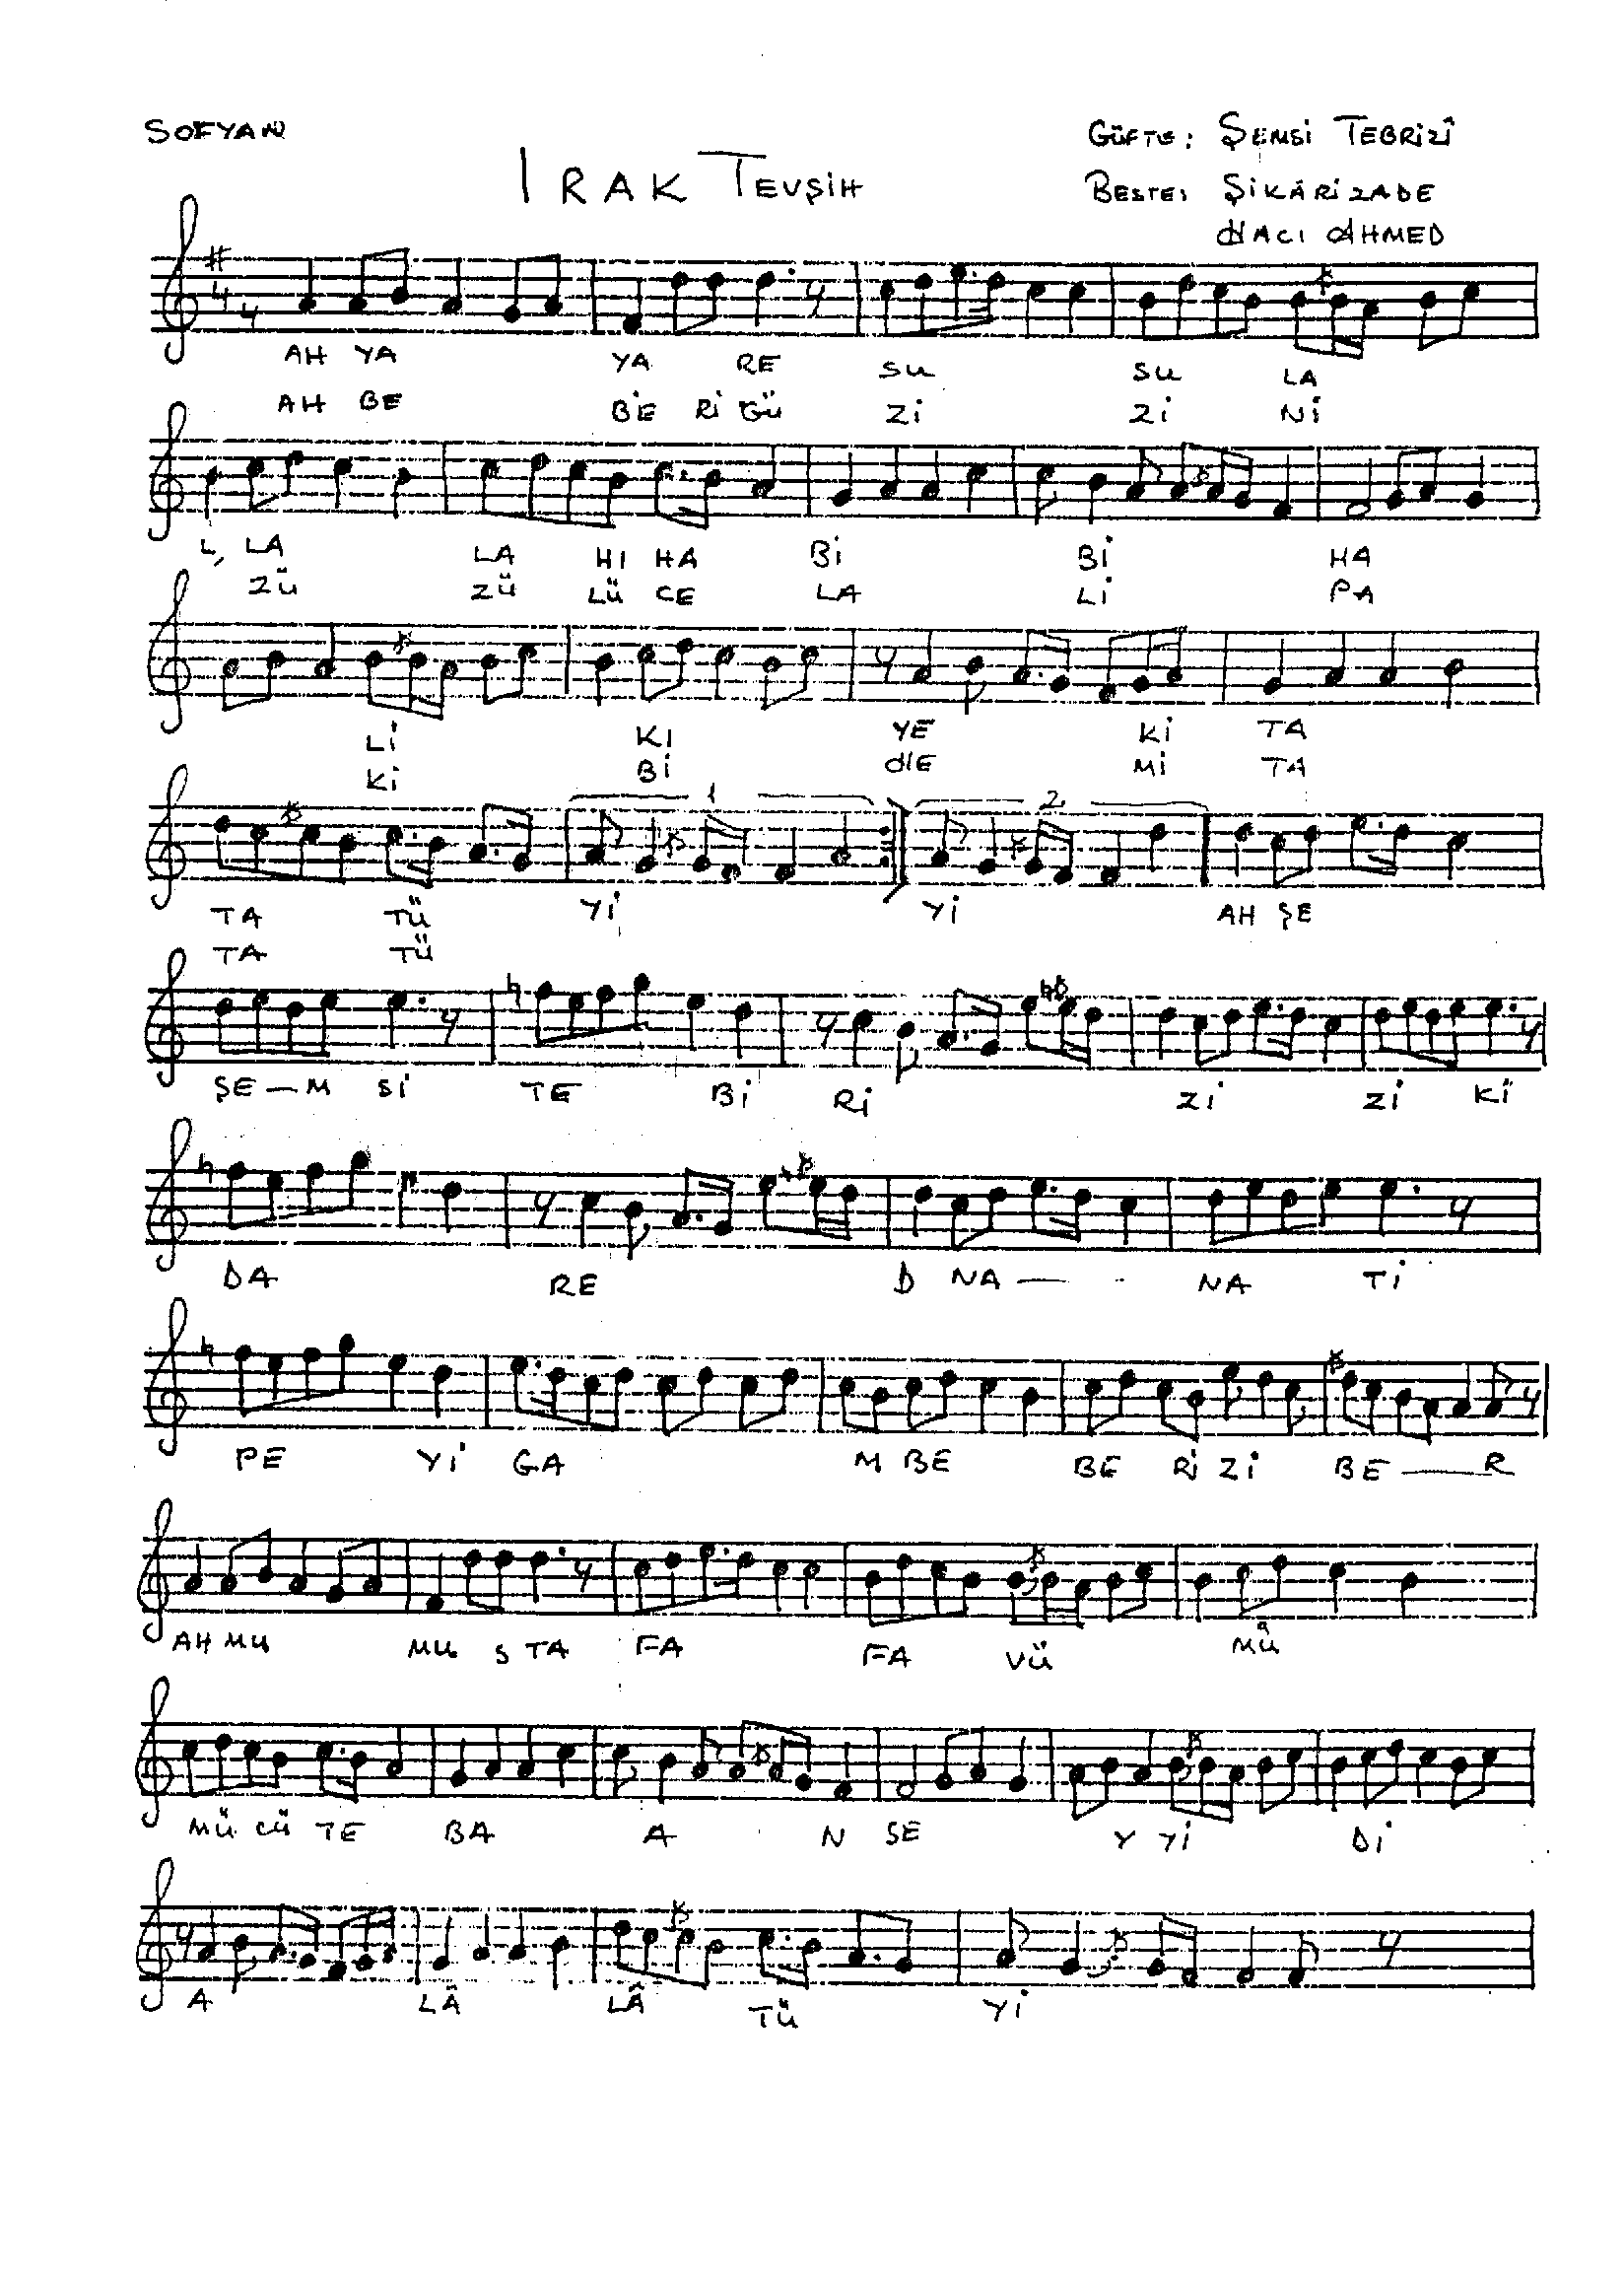 SOFYAN
GÜFTE: ŞEMSİ TEBRİZÎ
IRAK TEVŞİH
BESTE: ŞİKÂRİZADE
HACI AHMED
AH YA YA RE SU SU LA
AH BE BE Rİ GÜ Zİ Zİ Nİ
L, LA LA HI HA Bİ Bİ HA
ZÜ ZÜ LÜ CE LA Lİ PA
Lİ KI YE Kİ TA
Kİ Bİ HE Mİ TA
1 2
TA TÜ Yİ Yİ AH ŞE
TA TÜ
ŞE—M Sİ TE Bİ Rİ Zİ Zİ Kİ
DA RE D NA — NA Tİ
PE Yİ GA M BE BE Rİ Zİ BE — R
AH MU MU S TA FA FA VÜ MÜ
MÜ CÜ TE BA A N SE Y Yİ Dİ
A LÂ LÂ TÜ Yİ